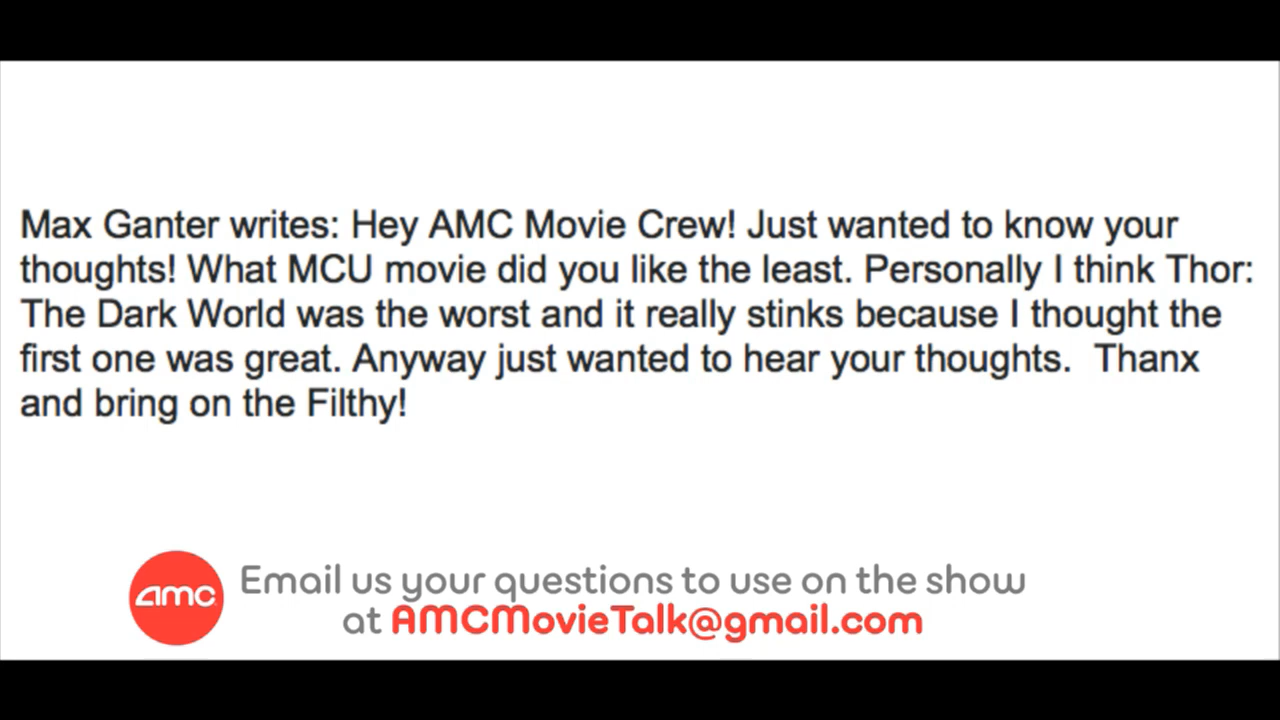 Max Ganter writes: Hey AMC Movie Crew! Just wanted to know your
thoughts! What MCU movie did you like the least. Personally I think Thor:
The Dark World was the worst and it really stinks because I thought the
first one was great. Anyway just wanted to hear your thoughts.  Thanx
and bring on the Filthy!
amc
Email us your questions to use on the show
at AMCMovieTalk@gmail.com